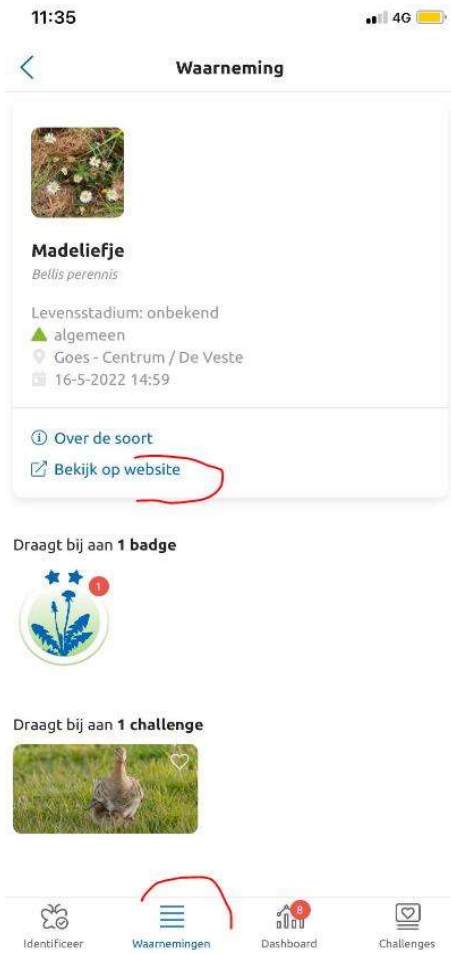 11:35
4G
Waarneming
Madeliefje
Bellis perennis
Levensstadium: onbekend
algemeen
Goes - Centrum / De Veste
16-5-2022 14:59
Over de soort
Bekijk op website
Draagt bij aan 1 badge
1
Draagt bij aan 1 challenge
8
Identificeer Waarnemingen Dashboard Challenges